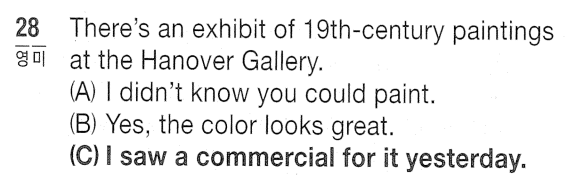 28 There's an exhibit of 19th-century paintings
영미 at the Hanover Gallery.
(A) I didn't know you could paint.
(B) Yes, the color looks great.
(C) I saw a commercial for it yesterday.